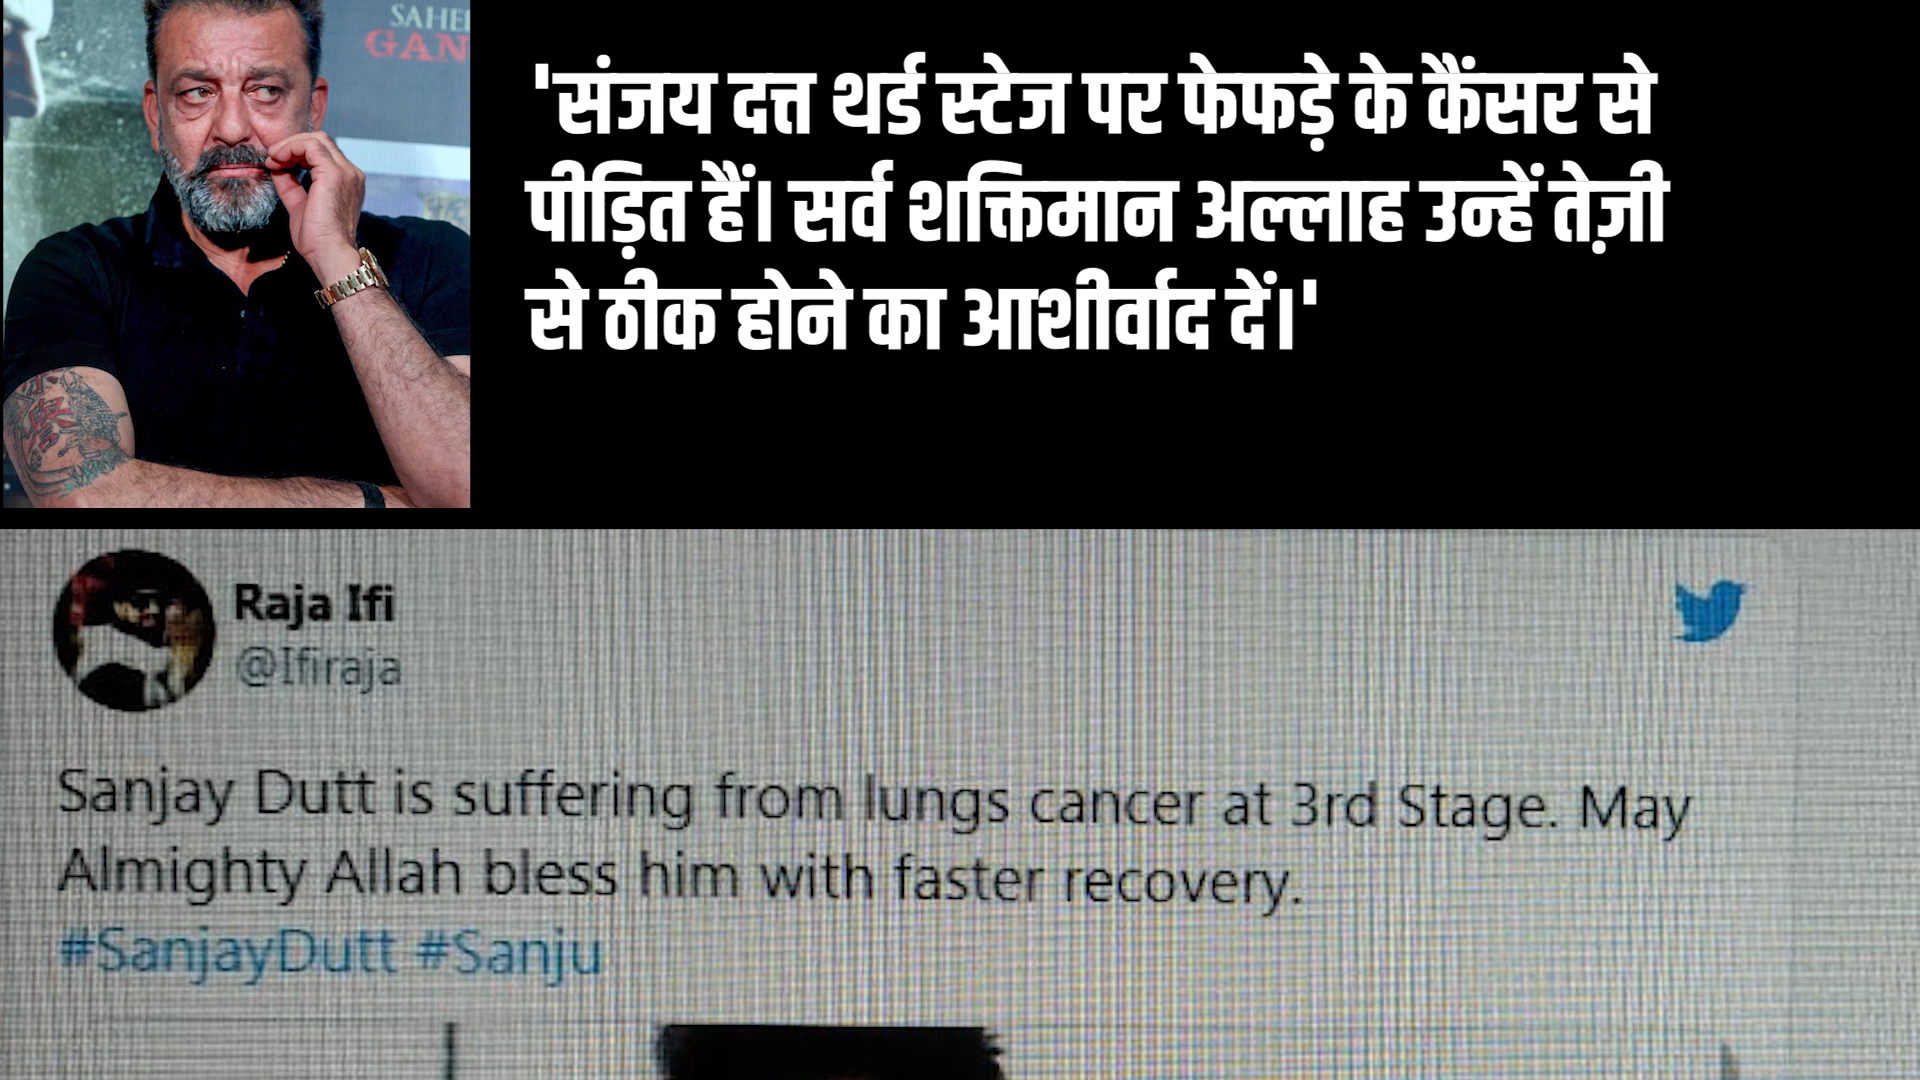 SAHE
GAN
'संजय दत्त थर्ड स्टेज पर फेफड़े के कैंसर से
पीड़ित हैं। सर्व शक्तिमान अल्लाह उन्हें तेज़ी
से ठीक होने का आशीर्वाद दें।'
Raja Ifi
@Ifiraja
Sanjay Dutt is suffering from lungs cancer at 3rd Stage. May
Almighty Allah bless him with faster recovery.
#SanjayDutt #Sanju